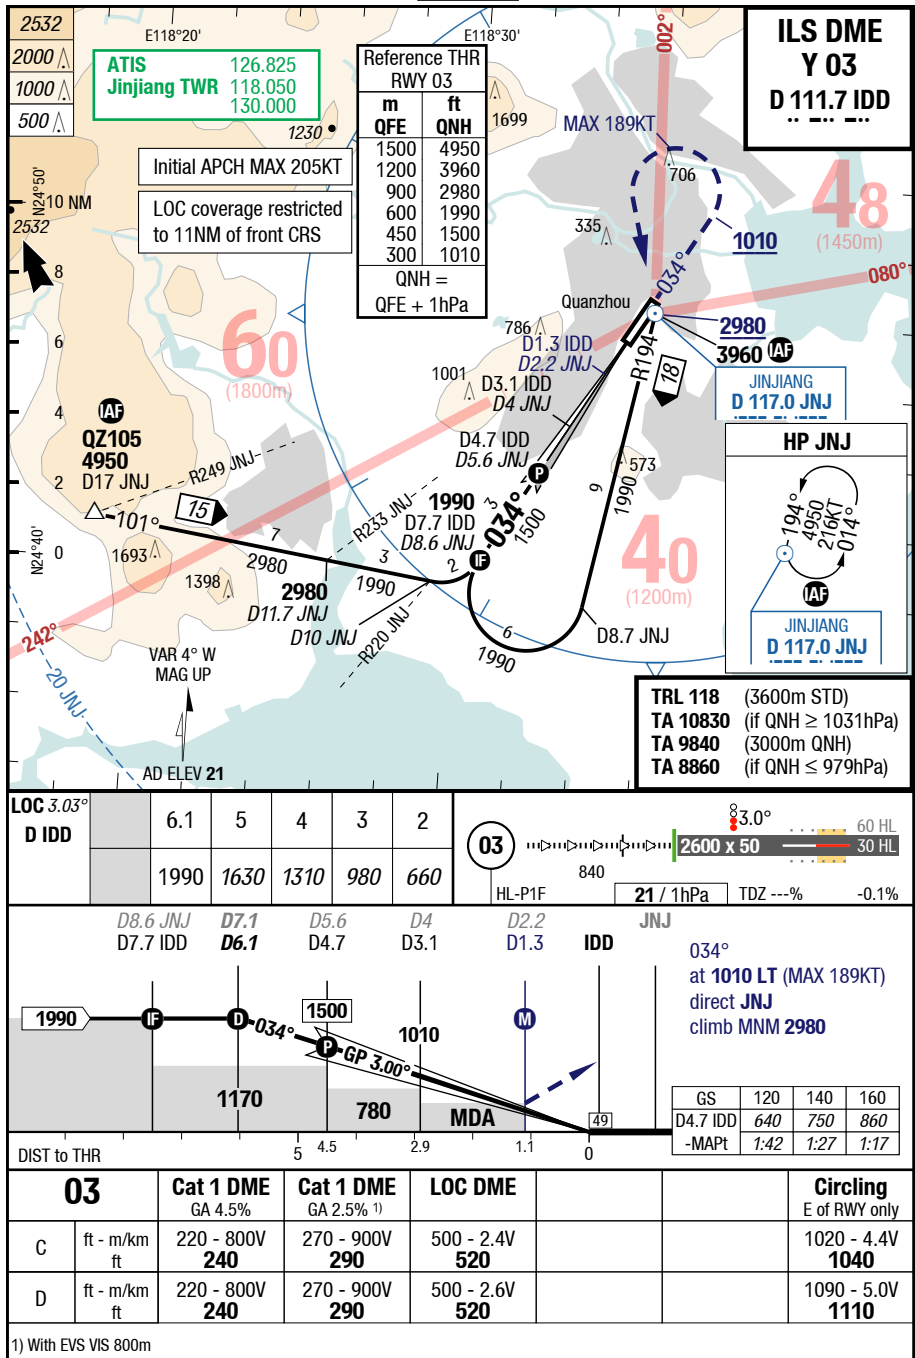 2532
2000
1000
500
E118°20'
E118°30'
ATIS 126.825
Jinjiang TWR 118.050
130.000
Reference THR
RWY 03
m ft
QFE QNH
1500 4950
1200 3960
900 2980
600 1990
450 1500
300 1010
QNH =
QFE + 1hPa
ILS DME
Y 03
D 111.7 IDD
1230
1699
002°
MAX 189KT
706
Initial APCH MAX 205KT
LOC coverage restricted
to 11NM of front CRS
N24°50'
10 NM
2532
8
6
4
2
0
N24°40'
335
1010
034°
48
(1450m)
080°
Quanzhou
2980
3960 IAF
JINJIANG
D 117.0 JNJ
60
(1800m)
786
D1.3 IDD
D2.2 JNJ
R194
18
1001
D3.1 IDD
D4 JNJ
D4.7 IDD
D5.6 JNJ
P
573
IAF
QZ105
4950
D17 JNJ
R249 JNJ
101°
15
7
2980
R233 JNJ
1990
D7.7 IDD
D8.6 JNJ
3
034°
1500
9
1990
HP JNJ
194°
4950
216KT
014°
IAF
JINJIANG
D 117.0 JNJ
1693
1398
3
1990
2
IF
40
(1200m)
2980
D11.7 JNJ
D10 JNJ
R220 JNJ
6
1990
D8.7 JNJ
242°
20 JNJ
VAR 4° W
MAG UP
AD ELEV 21
TRL 118 (3600m STD)
TA 10830 (if QNH ≥ 1031hPa)
TA 9840 (3000m QNH)
TA 8860 (if QNH ≤ 979hPa)
LOC 3.03°
D IDD
6.1 5 4 3 2
1990 1630 1310 980 660
03
HL-P1F
840
3.0°
2600 x 50
60 HL
30 HL
21 / 1hPa
TDZ ---%
-0.1%
D8.6 JNJ D7.1 D5.6 D4 D2.2 JNJ
D7.7 IDD D6.1 D4.7 D3.1 D1.3 IDD
034°
at 1010 LT (MAX 189KT)
direct JNJ
climb MNM 2980
1990
IF
D
034°
1500
P
GP 3.00°
1010
M
1170
780
MDA
49
DIST to THR
5 4.5 2.9 1.1 0
GS 120 140 160
D4.7 IDD 640 750 860
-MAPt 1:42 1:27 1:17
03 Cat 1 DME Cat 1 DME LOC DME Circling
GA 4.5% GA 2.5% 1) E of RWY only
C ft - m/km 220 - 800V 270 - 900V 500 - 2.4V 1020 - 4.4V
ft 240 290 520 1040
D ft - m/km 220 - 800V 270 - 900V 500 - 2.6V 1090 - 5.0V
ft 240 290 520 1110
1) With EVS VIS 800m